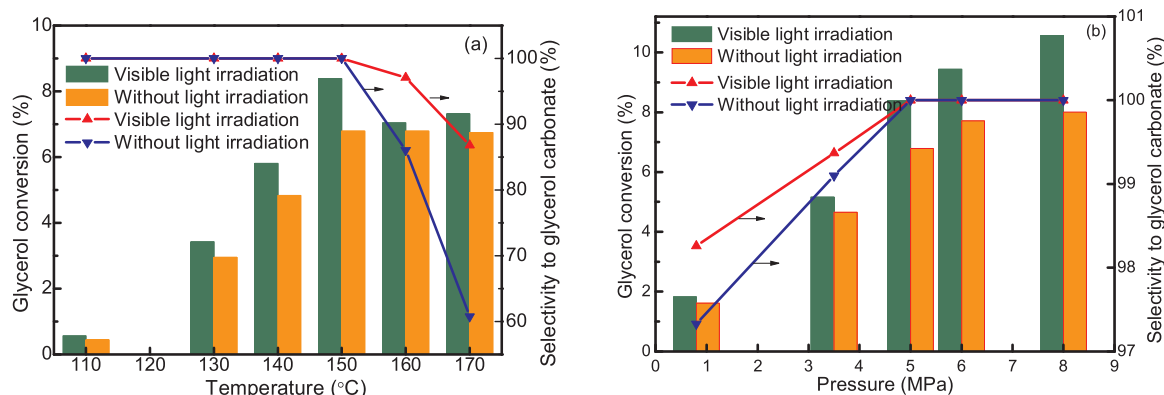 (a)
Visible light irradiation
Without light irradiation
Visible light irradiation
Without light irradiation
Glycerol conversion (%)
0
2
4
6
8
10
110 120 130 140 150 160 170
Temperature (°C)
60
70
80
90
100
Selectivity to glycerol carbonate (%)
(b)
Visible light irradiation
Without light irradiation
Visible light irradiation
Without light irradiation
Glycerol conversion (%)
0
2
4
6
8
10
0 1 2 3 4 5 6 7 8 9
Pressure (MPa)
97
98
99
100
101
Selectivity to glycerol carbonate (%)